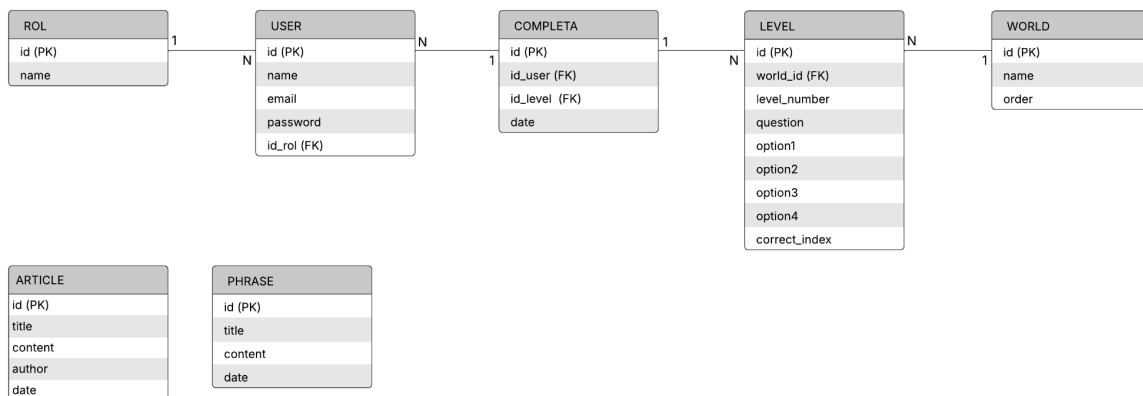 ROL
id (PK)
name
1
N
USER
id (PK)
name
email
password
id_rol (FK)
N
1
COMPLETA
id (PK)
id_user (FK)
id_level (FK)
date
1
N
LEVEL
id (PK)
world_id (FK)
level_number
question
option1
option2
option3
option4
correct_index
N
1
WORLD
id (PK)
name
order
ARTICLE
id (PK)
title
content
author
date
PHRASE
id (PK)
title
content
date